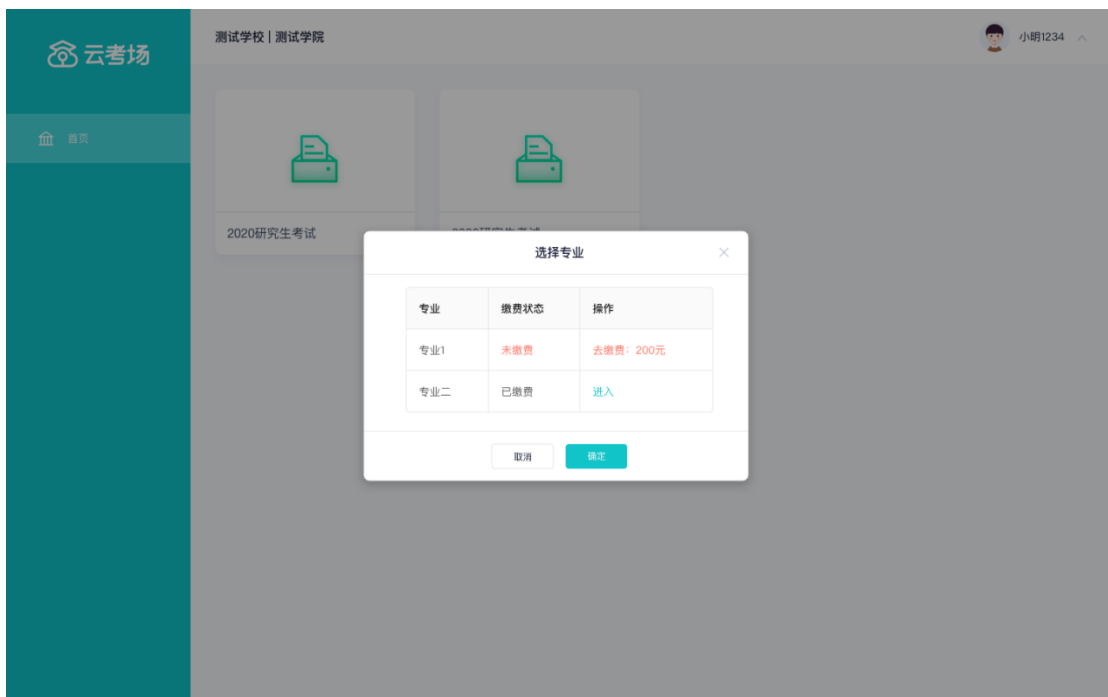 云考场
测试学校 | 测试学院
小明1234
首页
2020研究生考试
选择专业
专业 缴费状态 操作
专业1 未缴费 去缴费：200元
专业二 已缴费 进入
取消 确定